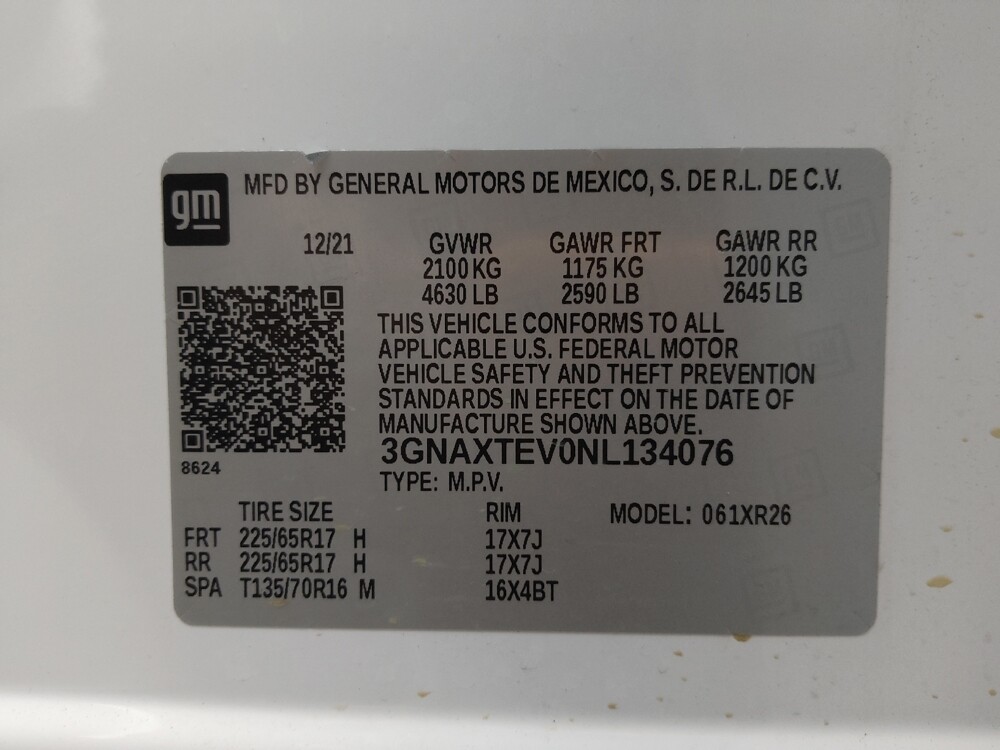 gm
MFD BY GENERAL MOTORS DE MEXICO, S. DE R.L. DE C.V.
12/21 GVWR GAWR FRT GAWR RR
2100 KG 1175 KG 1200 KG
4630 LB 2590 LB 2645 LB
THIS VEHICLE CONFORMS TO ALL
APPLICABLE U.S. FEDERAL MOTOR
VEHICLE SAFETY AND THEFT PREVENTION
STANDARDS IN EFFECT ON THE DATE OF
MANUFACTURE SHOWN ABOVE.
3GNAXTEV0NL134076
8624
TYPE: M.P.V.
TIRE SIZE RIM MODEL: 061XR26
FRT 225/65R17 H 17X7J
RR 225/65R17 H 17X7J
SPA T135/70R16 M 16X4BT